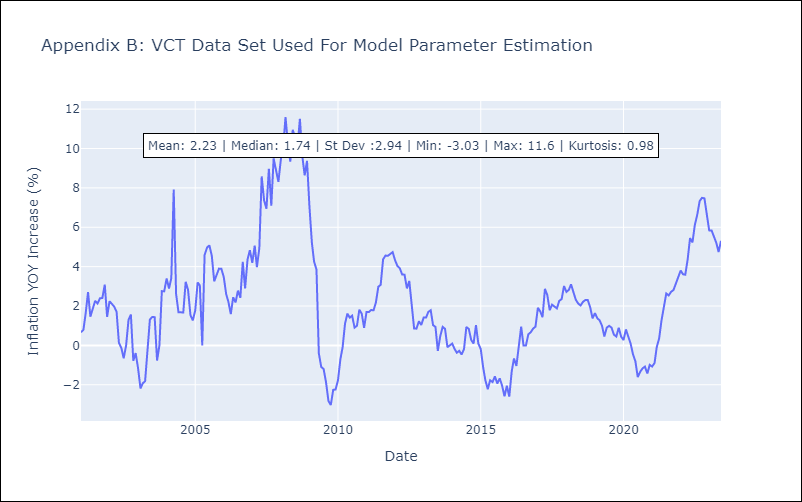 Appendix B: VCT Data Set Used For Model Parameter Estimation
12
Mean: 2.23 | Median: 1.74 | St Dev :2.94 | Min: -3.03 | Max: 11.6 | Kurtosis: 0.98
10
8
6
4
2
0
−2
Inflation YOY Increase (%)
2005 2010 2015 2020
Date